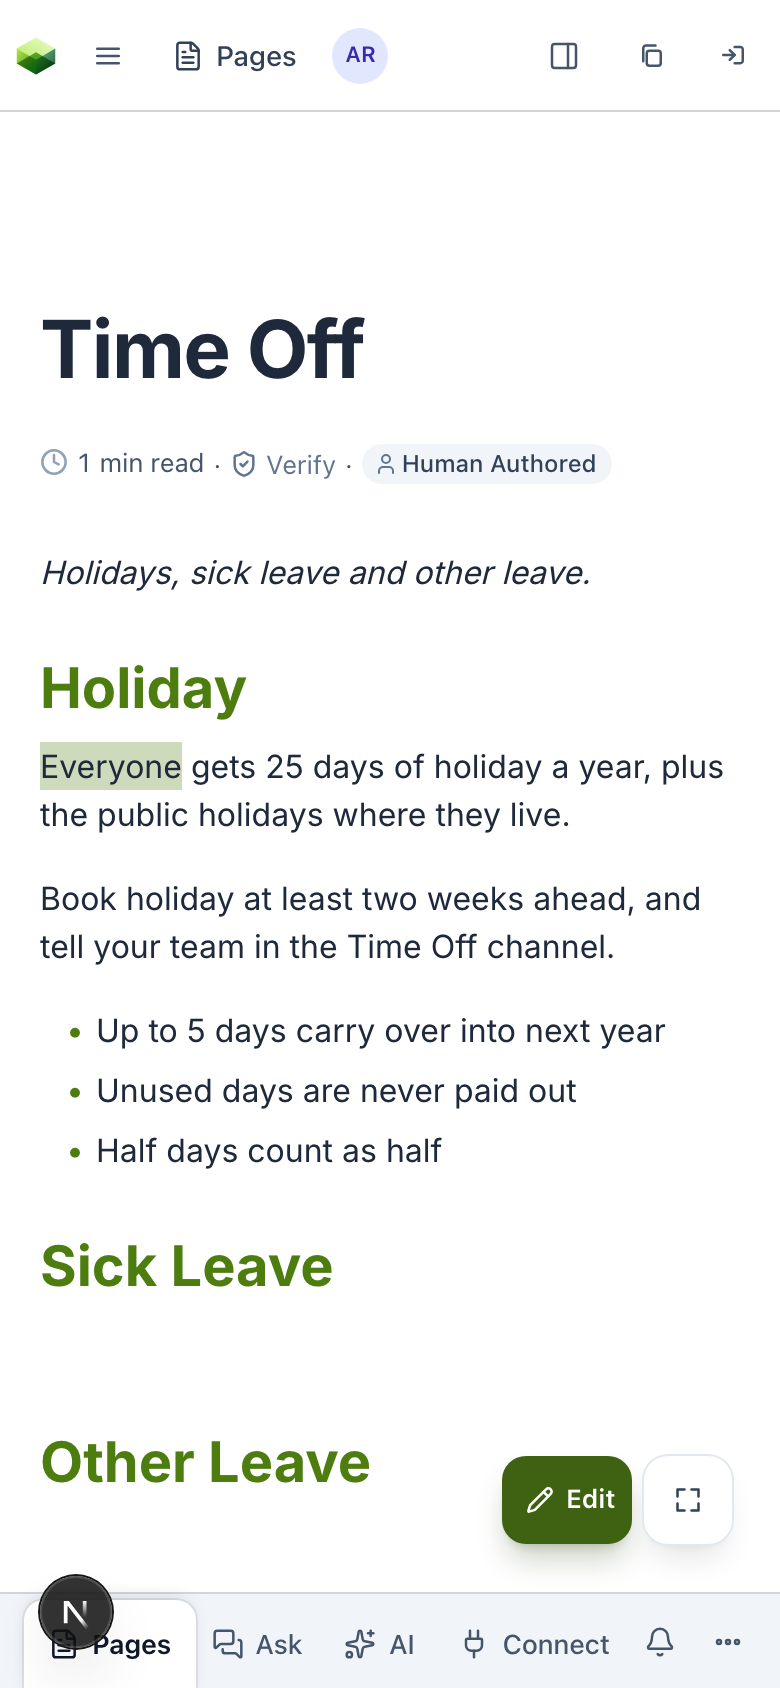 Pages
AR
Time Off
1 min read · Verify · Human Authored
Holidays, sick leave and other leave.
Holiday
Everyone gets 25 days of holiday a year, plus
the public holidays where they live.
Book holiday at least two weeks ahead, and
tell your team in the Time Off channel.
• Up to 5 days carry over into next year
• Unused days are never paid out
• Half days count as half
Sick Leave
Other Leave
Edit
N
Pages
Ask
AI
Connect